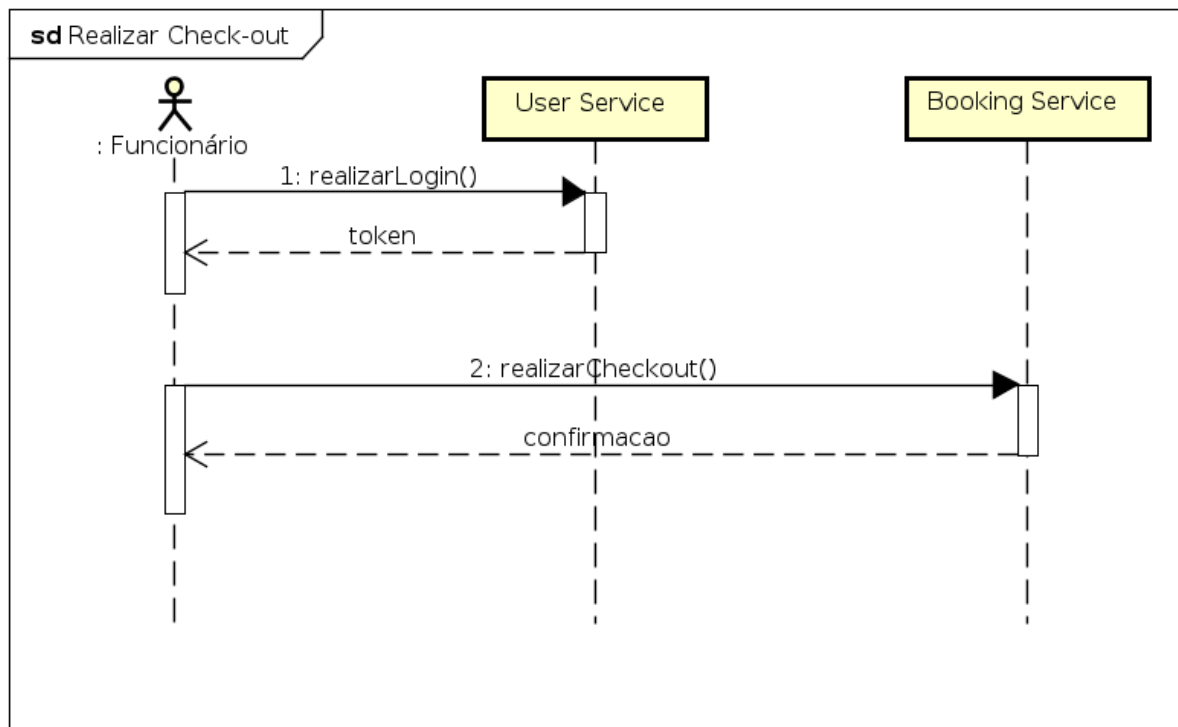 sd Realizar Check-out
: Funcionário
User Service
Booking Service
1: realizarLogin()
token
2: realizarCheckout()
confirmacao